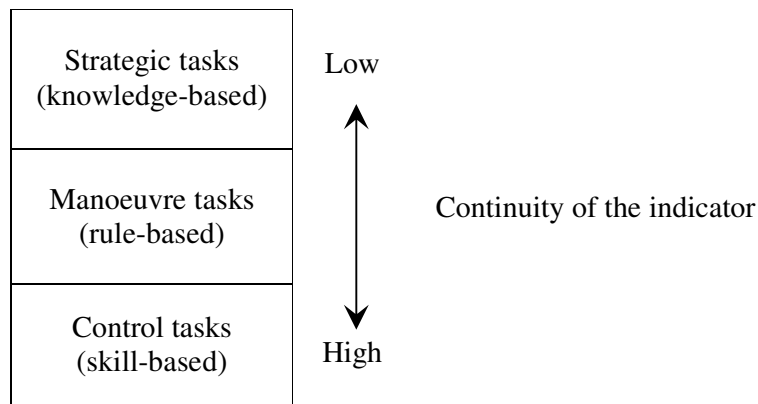 Strategic tasks
(knowledge-based)
Low
Manoeuvre tasks
(rule-based)
Continuity of the indicator
Control tasks
(skill-based)
High